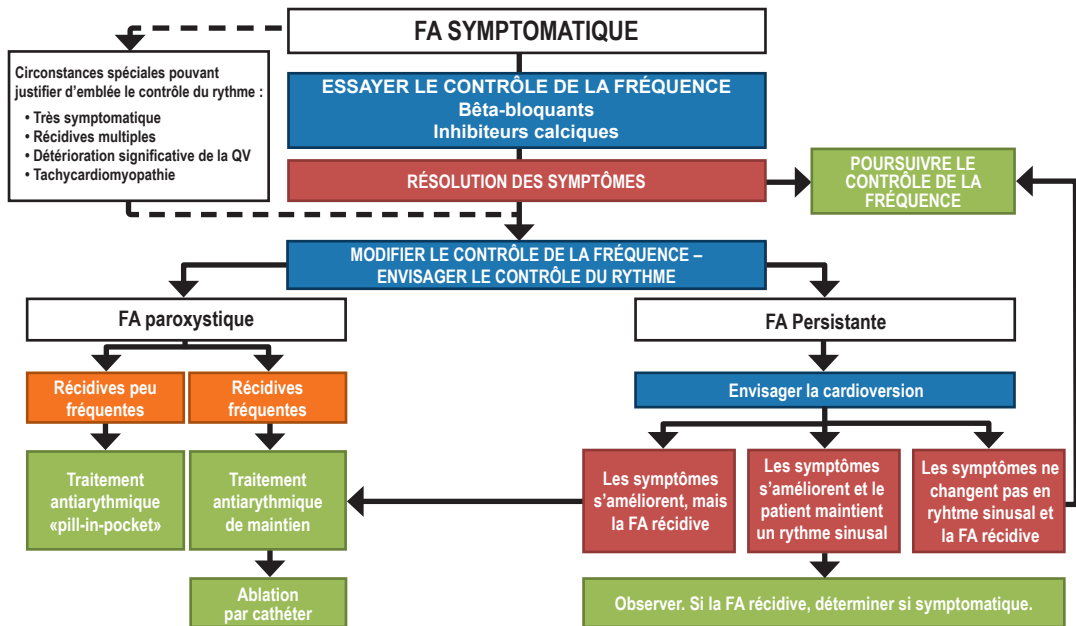 FA SYMPTOMATIQUE
Circonstances spéciales pouvant
justifier d'emblée le contrôle du rythme :
• Très symptomatique
• Récidives multiples
• Détérioration significative de la QV
• Tachycardiomyopathie
ESSAYER LE CONTRÔLE DE LA FRÉQUENCE
Bêta-bloquants
Inhibiteurs calciques
RÉSOLUTION DES SYMPTÔMES
POURSUIVRE LE
CONTRÔLE DE LA
FRÉQUENCE
MODIFIER LE CONTRÔLE DE LA FRÉQUENCE –
ENVISAGER LE CONTRÔLE DU RYTHME
FA paroxystique
FA Persistante
Récidives peu
fréquentes
Récidives
fréquentes
Envisager la cardioversion
Traitement
antiarythmique
«pill-in-pocket»
Traitement
antiarythmique
de maintien
Les symptômes
s'améliorent, mais
la FA récidive
Les symptômes
s'améliorent et le
patient maintient
un rythme sinusal
Les symptômes ne
changent pas en
ryhtme sinusal et
la FA récidive
Ablation
par cathéter
Observer. Si la FA récidive, déterminer si symptomatique.